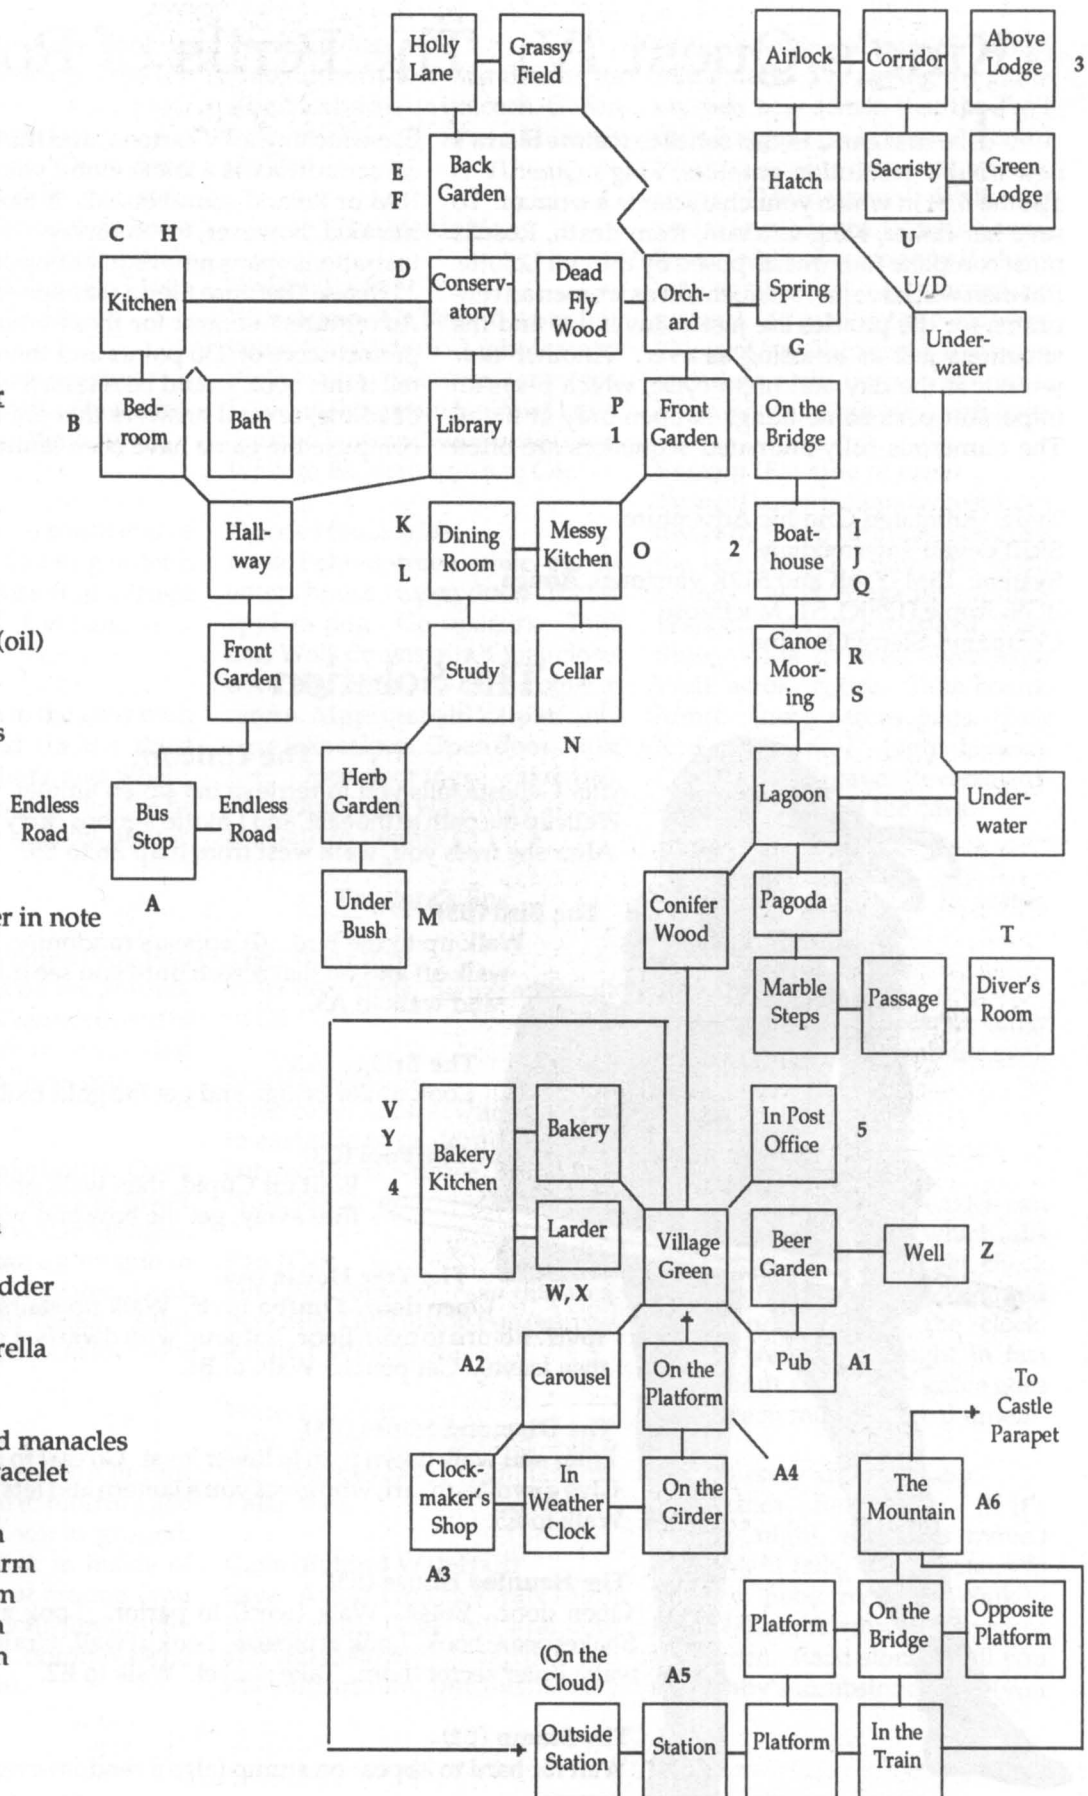 Holly
Lane
Grassy
Field
Airlock
Corridor
Above
Lodge
3
E
F
Back
Garden
Hatch
Sacristy
Green
Lodge
U
C H
D
Kitchen
Conserv-
atory
Dead
Fly
Wood
Orch-
ard
Spring
G
U/D
Under-
water
B
Bed-
room
Bath
Library
P
Front
Garden
On the
Bridge
Hall-
way
K
L
Dining
Room
Messy
Kitchen
O
2
Boat-
house
I
J
Q
(oil)
Front
Garden
Study
Cellar
N
Canoe
Moor-
ing
R
S
s
Endless
Road
Bus
Stop
Endless
Road
A
Herb
Garden
Lagoon
Under-
water
er in note
Under
Bush
M
Conifer
Wood
Pagoda
T
Marble
Steps
Passage
Diver's
Room
V
Y
4
Bakery
Kitchen
Bakery
In Post
Office
5
Larder
W, X
Village
Green
Beer
Garden
Well
Z
dder
rella
A2
Carousel
On the
Platform
Pub
A1
To
Castle
Parapet
d manacles
racelet
Clock-
maker's
Shop
A3
In
Weather
Clock
On the
Girder
A4
The
Mountain
A6
n
rm
m
n
n
Platform
On the
Bridge
Opposite
Platform
(On the
Cloud)
A5
Outside
Station
Station
Platform
In the
Train